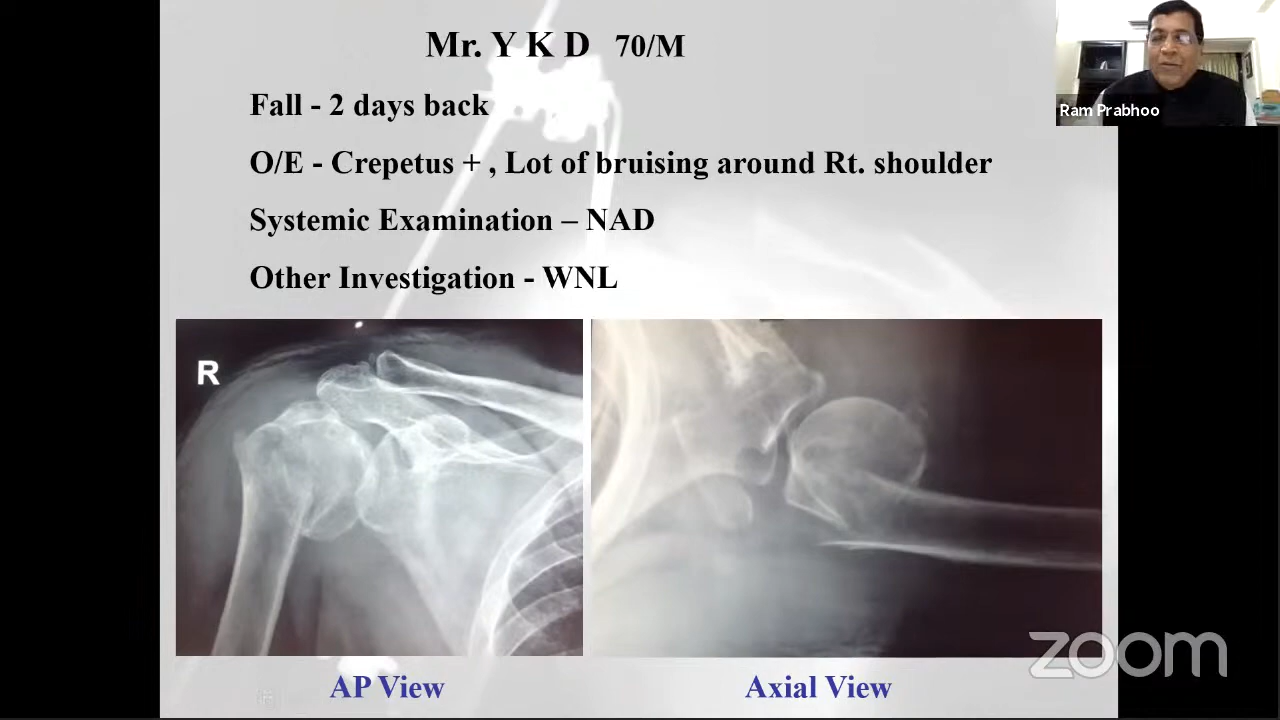 Mr. Y K D 70/M
Fall - 2 days back
O/E - Crepetus + , Lot of bruising around Rt. shoulder
Systemic Examination – NAD
Other Investigation - WNL
Ram Prabhoo
R
AP View
Axial View
zoom